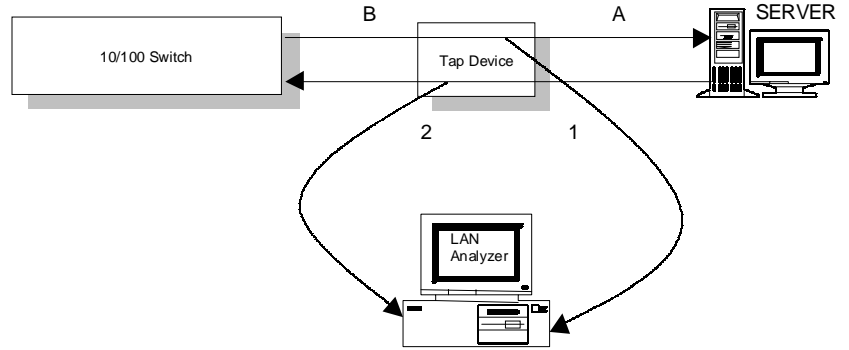 B
A
SERVER
10/100 Switch
Tap Device
2
1
LAN
Analyzer